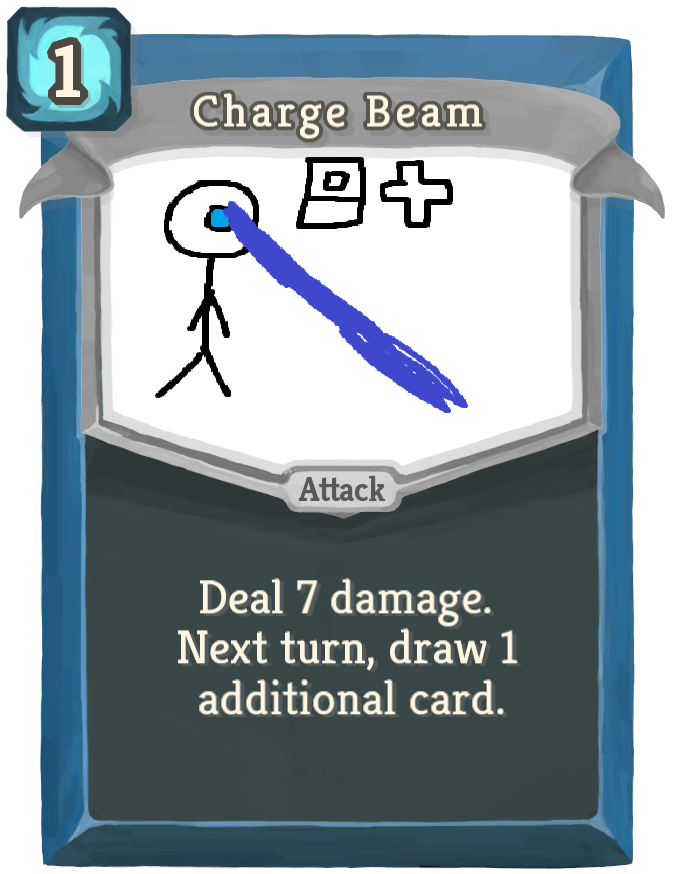 1
Charge Beam
Attack
Deal 7 damage.
Next turn, draw 1
additional card.